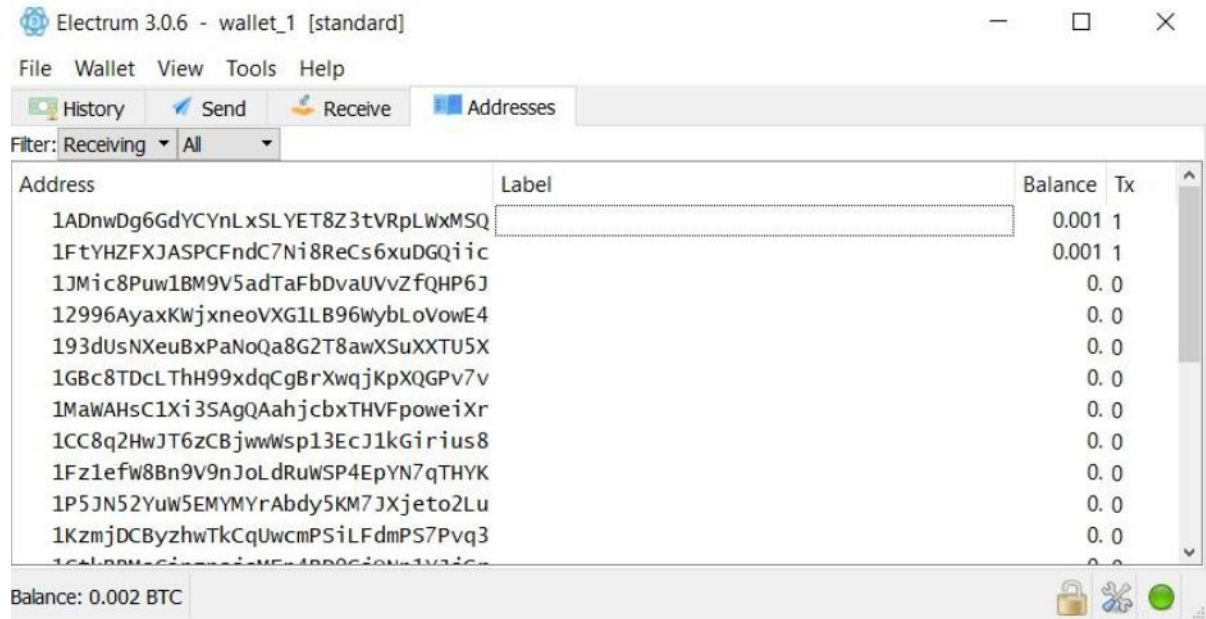 Electrum 3.0.6 - wallet_1 [standard]
File Wallet View Tools Help
History Send Receive Addresses
Filter: Receiving All
Address Label Balance Tx
1ADnwDg6GdYCYnLxSLYET8Z3tVRpLWxMSQ 0.001 1
1FtYHZFXJASPCFndC7Ni8ReCs6xuDGQiic 0.001 1
1JMic8Puw1BM9V5adTaFbDvaUVvZfQHP6J 0. 0
12996AyaxKWjxneoVXG1LB96WybLoVowE4 0. 0
193dUsNXeuBxPaNoQa8G2T8awXSuXXTU5X 0. 0
1GBc8TDcLThH99xdqCgBrXwqjKpXQGPv7v 0. 0
1MaWAHsC1Xi3SAgQAahjcbxTHVFpoweiXr 0. 0
1CC8q2HwJT6zCBjwwWsp13EcJ1kGirius8 0. 0
1Fz1efW8Bn9V9nJoLdRuWSP4EpYN7qTHYK 0. 0
1P5JN52YuW5EMYMYrAbdy5KM7JXjeto2Lu 0. 0
1KzmjDCByzhwTkCqUwcmPSiLFdmPS7Pvq3 0. 0
Balance: 0.002 BTC